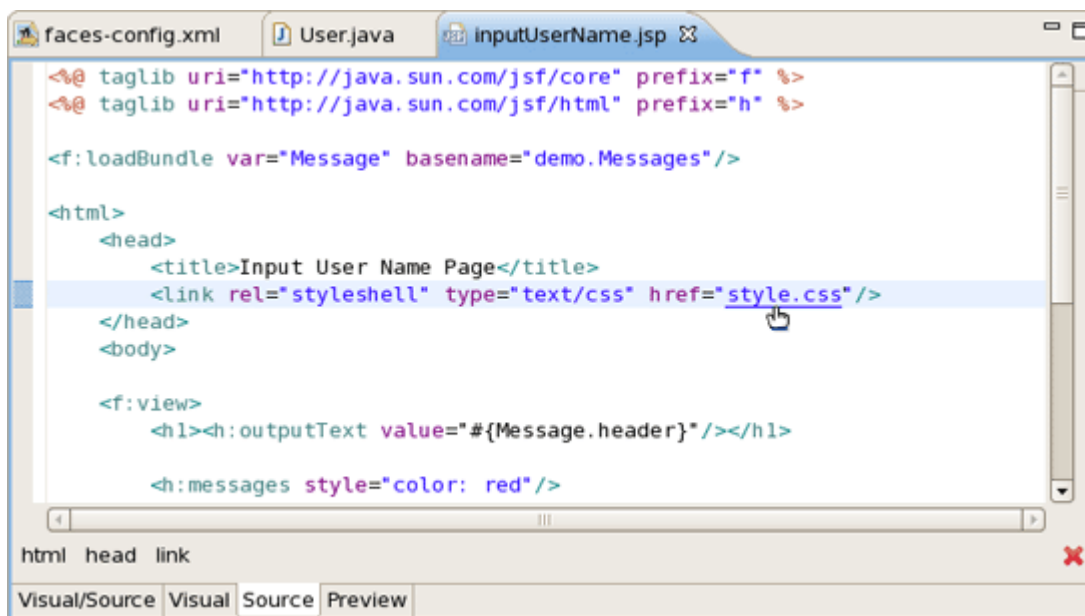 faces-config.xml User.java inputUserName.jsp
<%@ taglib uri="http://java.sun.com/jsf/core" prefix="f" %>
<%@ taglib uri="http://java.sun.com/jsf/html" prefix="h" %>
<f:loadBundle var="Message" basename="demo.Messages"/>
<html>
<head>
<title>Input User Name Page</title>
<link rel="styleshell" type="text/css" href="style.css"/>
</head>
<body>
<f:view>
<h1><h:outputText value="#{Message.header}"/></h1>
<h:messages style="color: red"/>
html head link
Visual/Source Visual Source Preview